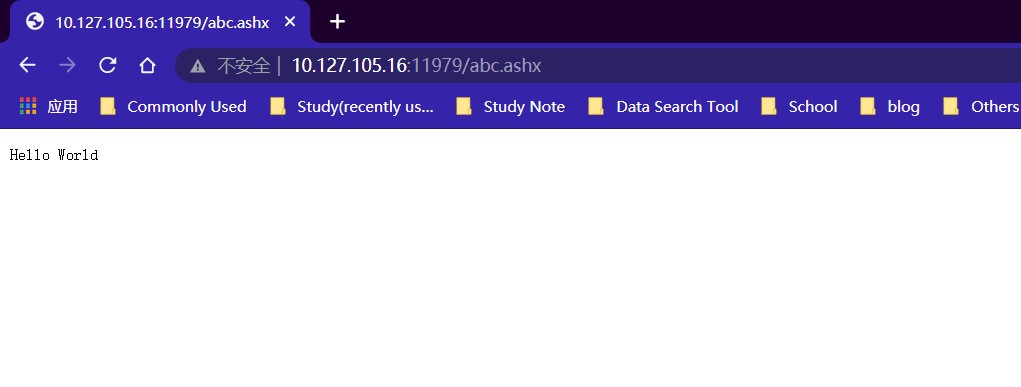 10.127.105.16:11979/abc.ashx
不安全 | 10.127.105.16:11979/abc.ashx
应用 Commonly Used Study(recently us... Study Note Data Search Tool School blog Others
Hello World